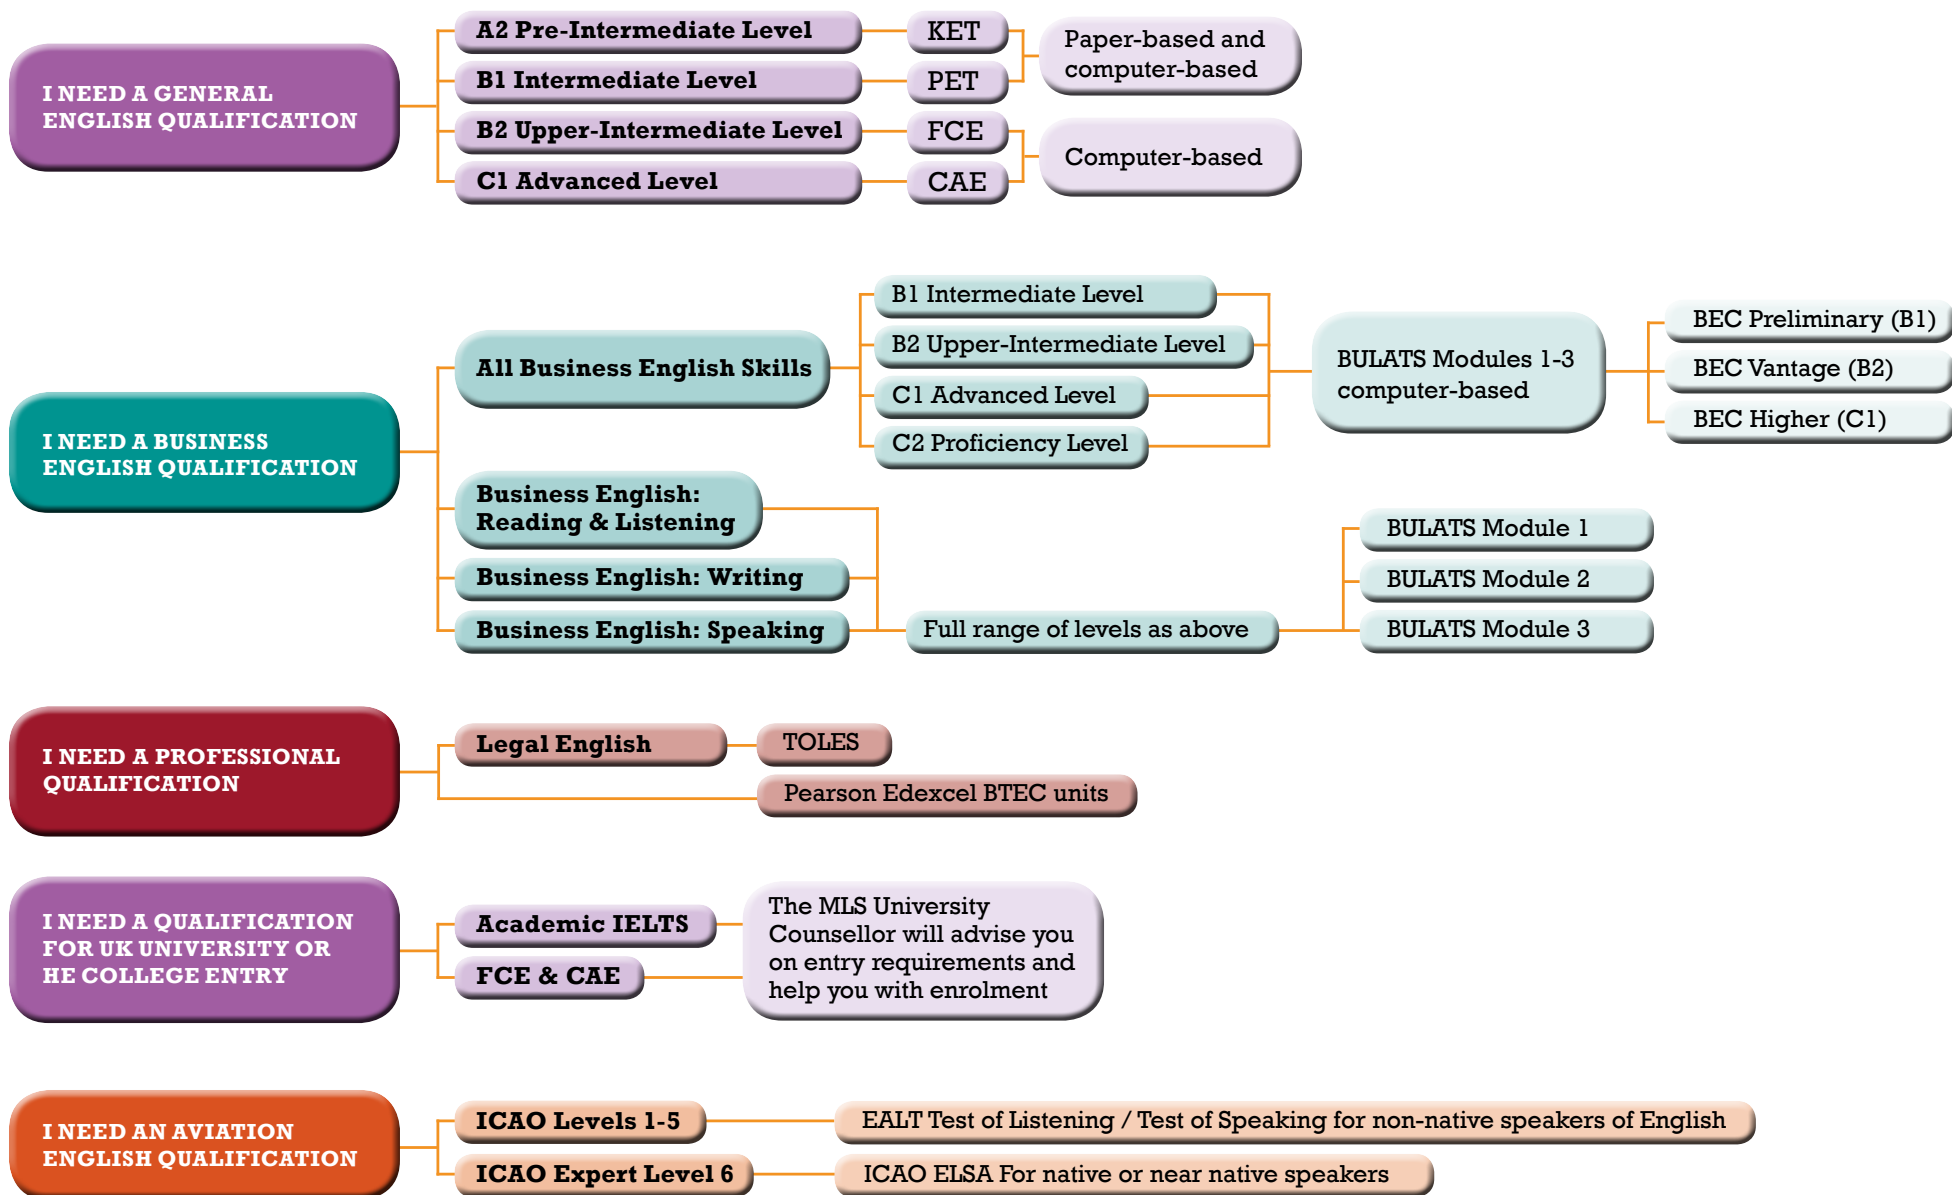 I NEED A GENERAL
ENGLISH QUALIFICATION
A2 Pre-Intermediate Level
KET
B1 Intermediate Level
PET
Paper-based and
computer-based
B2 Upper-Intermediate Level
FCE
C1 Advanced Level
CAE
Computer-based
I NEED A BUSINESS
ENGLISH QUALIFICATION
All Business English Skills
B1 Intermediate Level
B2 Upper-Intermediate Level
C1 Advanced Level
C2 Proficiency Level
BULATS Modules 1-3
computer-based
BEC Preliminary (B1)
BEC Vantage (B2)
BEC Higher (C1)
Business English:
Reading & Listening
Business English: Writing
Business English: Speaking
Full range of levels as above
BULATS Module 1
BULATS Module 2
BULATS Module 3
I NEED A PROFESSIONAL
QUALIFICATION
Legal English
TOLES
Pearson Edexcel BTEC units
I NEED A QUALIFICATION
FOR UK UNIVERSITY OR
HE COLLEGE ENTRY
Academic IELTS
FCE & CAE
The MLS University
Counsellor will advise you
on entry requirements and
help you with enrolment
I NEED AN AVIATION
ENGLISH QUALIFICATION
ICAO Levels 1-5
EALT Test of Listening / Test of Speaking for non-native speakers of English
ICAO Expert Level 6
ICAO ELSA For native or near native speakers